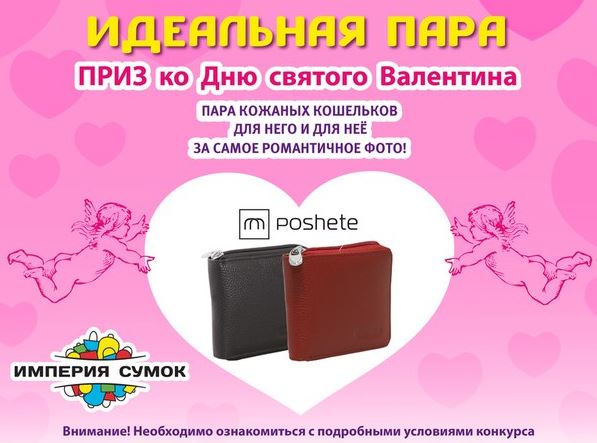 ИДЕАЛЬНАЯ ПАРА
ПРИЗ ко Дню святого Валентина
ПАРА КОЖАНЫХ КОШЕЛЬКОВ
ДЛЯ НЕГО И ДЛЯ НЕЁ
ЗА САМОЕ РОМАНТИЧНОЕ ФОТО!
poshete
ИМПЕРИЯ СУМОК
Внимание! Необходимо ознакомиться с подробными условиями конкурса